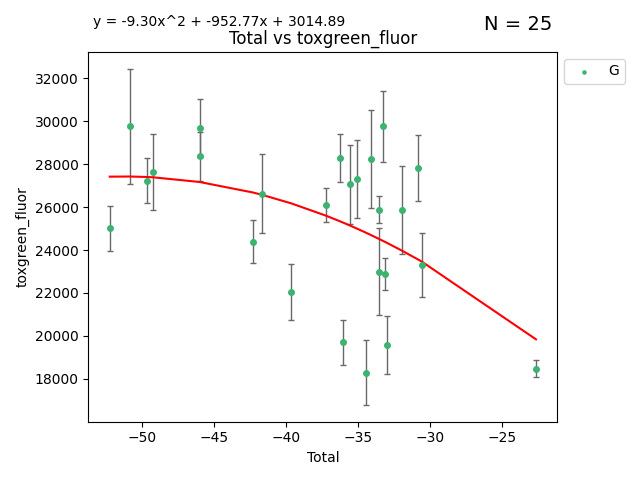 y = -9.30x^2 + -952.77x + 3014.89
N = 25
Total vs toxgreen_fluor
G
toxgreen_fluor
32000
30000
28000
26000
24000
22000
20000
18000
−50
−45
−40
−35
−30
−25
Total